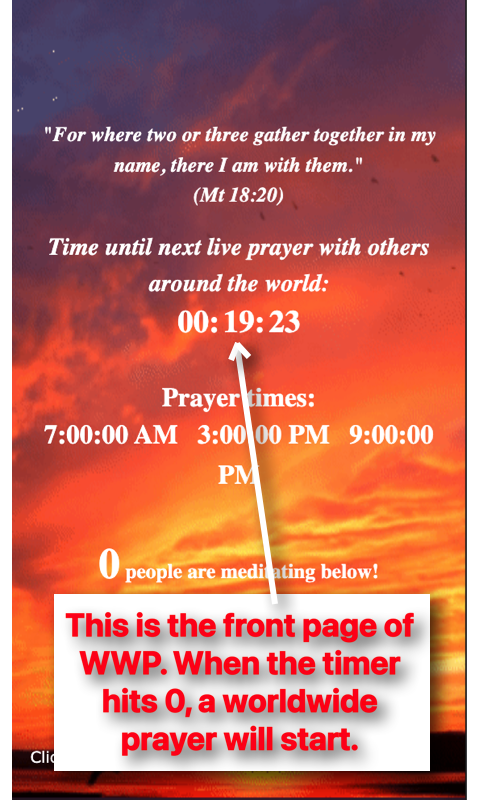 "For where two or three gather together in my
name, there I am with them."
(Mt 18:20)
Time until next live prayer with others
around the world:
00: 19: 23
Prayer times:
7:00:00 AM 3:00:00 PM 9:00:00
PM
0 people are meditating below!
This is the front page of
WWP. When the timer
hits 0, a worldwide
prayer will start.